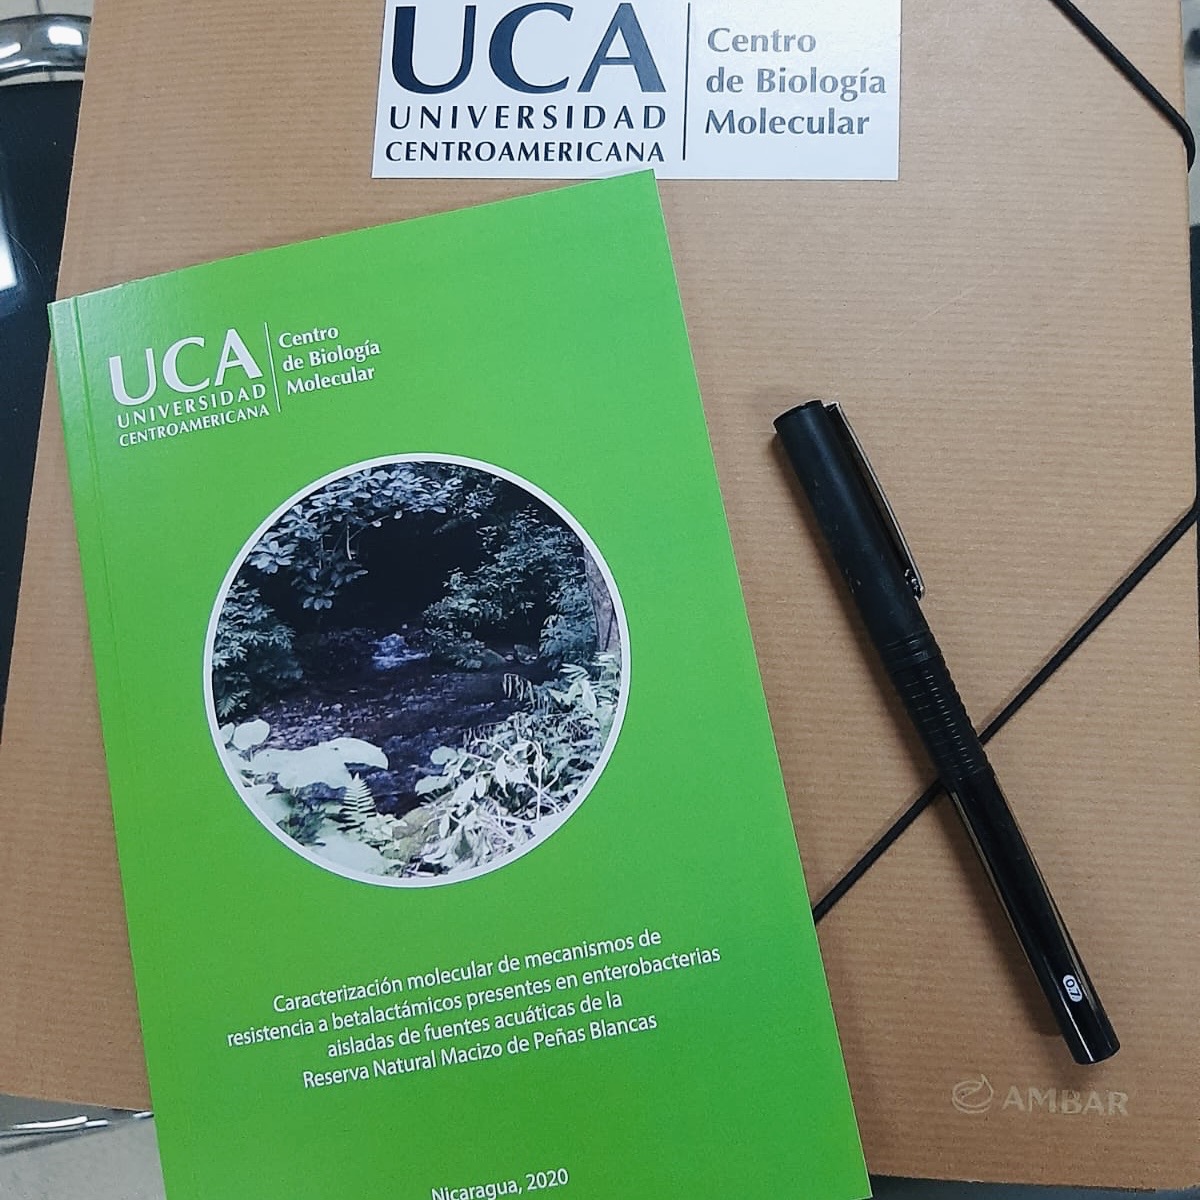 UCA
UNIVERSIDAD
CENTROAMERICANA
Centro
de Biología
Molecular
UCA
UNIVERSIDAD
CENTROAMERICANA
Centro
de Biología
Molecular
Caracterización molecular de mecanismos de
resistencia a betalactámicos presentes en enterobacterias
aisladas de fuentes acuáticas de la
Reserva Natural Macizo de Peñas Blancas
Nicaragua, 2020
0.7
AMBAR